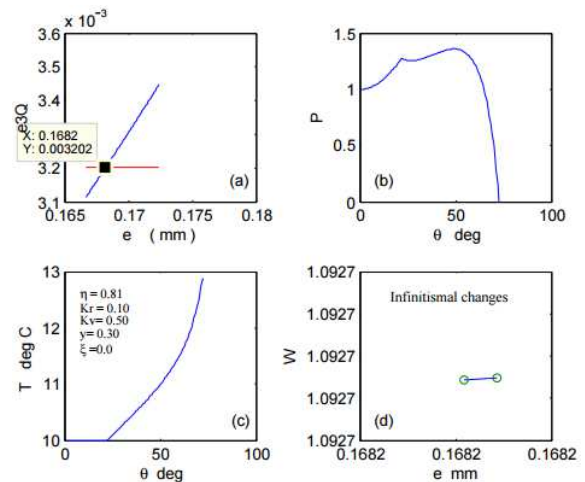 x 10⁻³
3.6
3.5
3.4
3.3
3.2
3.1
e3Q
X: 0.1682
Y: 0.003202
(a)
0.165 0.17 0.175 0.18
e ( mm )
1.5
1
0.5
0
P
(b)
0 50 100
θ deg
13
12
11
10
T deg C
η = 0.81
Kr = 0.10
Kv = 0.50
y= 0.30
ξ =0.0
(c)
0 50 100
θ deg
1.0927
1.0927
1.0927
1.0927
1.0927
W
Infinitismal changes
(d)
0.1682 0.1682 0.1682
e mm